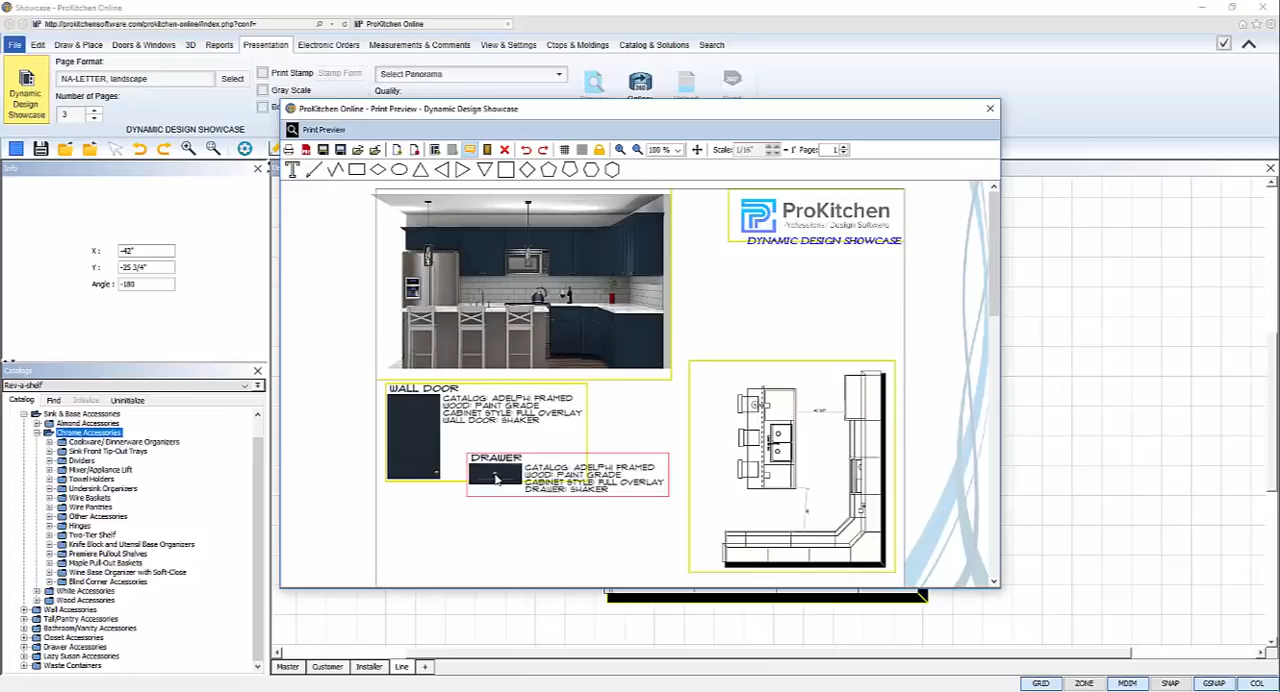 Showcase - ProKitchen Online
http://prokitchensoftware.com/prokitchen-online/index.php?conf=
ProKitchen Online
File Edit Draw & Place Doors & Windows 3D Reports Presentation Electronic Orders Measurements & Comments View & Settings Ctops & Moldings Catalog & Solutions Search
Dynamic Design Showcase
Page Format:
NA-LETTER, landscape
Select
Number of Pages:
3
DYNAMIC DESIGN SHOWCASE
Print Stamp
Stamp Form
Gray Scale
Select Panorama
Quality:
ProKitchen Online - Print Preview - Dynamic Design Showcase
Print Preview
100 %
Scale: 1/16" = 1' Page: 1
Info
X : -42"
Y : -25 3/4"
Angle : -180
ProKitchen
Professional Design Software
DYNAMIC DESIGN SHOWCASE
WALL DOOR
CATALOG: ADELPHI FRAMED
WOOD: PAINT GRADE
CABINET STYLE: FULL OVERLAY
WALL DOOR: SHAKER
DRAWER
CATALOG: ADELPHI FRAMED
WOOD: PAINT GRADE
CABINET STYLE: FULL OVERLAY
DRAWER: SHAKER
Catalogs
Rev-a-shelf
Catalog Find Initialize Uninitialize
Sink & Base Accessories
Almond Accessories
Chrome Accessories
Cookware/ Dinnerware Organizers
Sink Front Tip-Out Trays
Dividers
Mixer/Appliance Lift
Towel Holders
Undersink Organizers
Wire Baskets
Wire Pantries
Other Accessories
Hinges
Two-Tier Shelf
Knife Block and Utensil Base Organizers
Premiere Pullout Shelves
Maple Pull-Out Baskets
Wine Base Organizer with Soft-Close
Blind Corner Accessories
White Accessories
Wood Accessories
Wall Accessories
Tall/Pantry Accessories
Bathroom/Vanity Accessories
Closet Accessories
Drawer Accessories
Lazy Susan Accessories
Waste Containers
Master Customer Installer Line +
GRID ZONE MDIM SNAP GSNAP COL